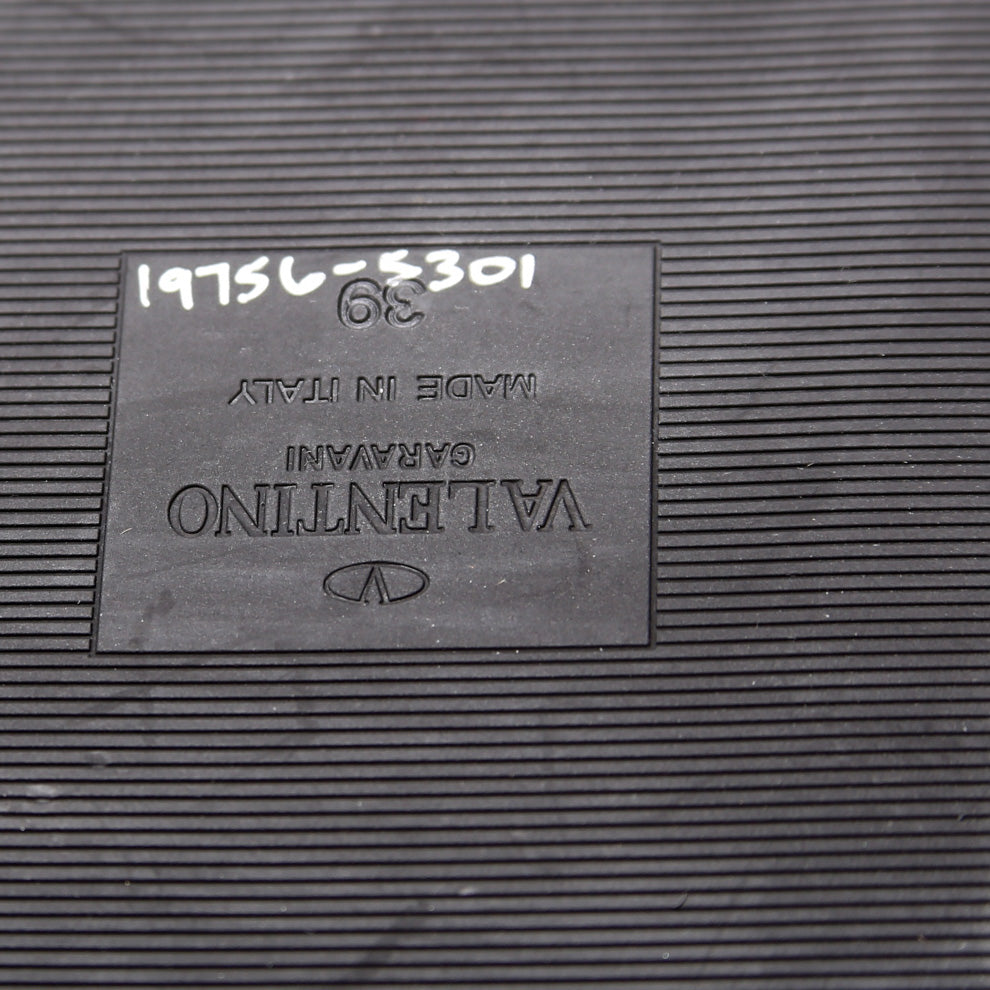 19756-5301
VALENTINO
GARAVANI
MADE IN ITALY
39